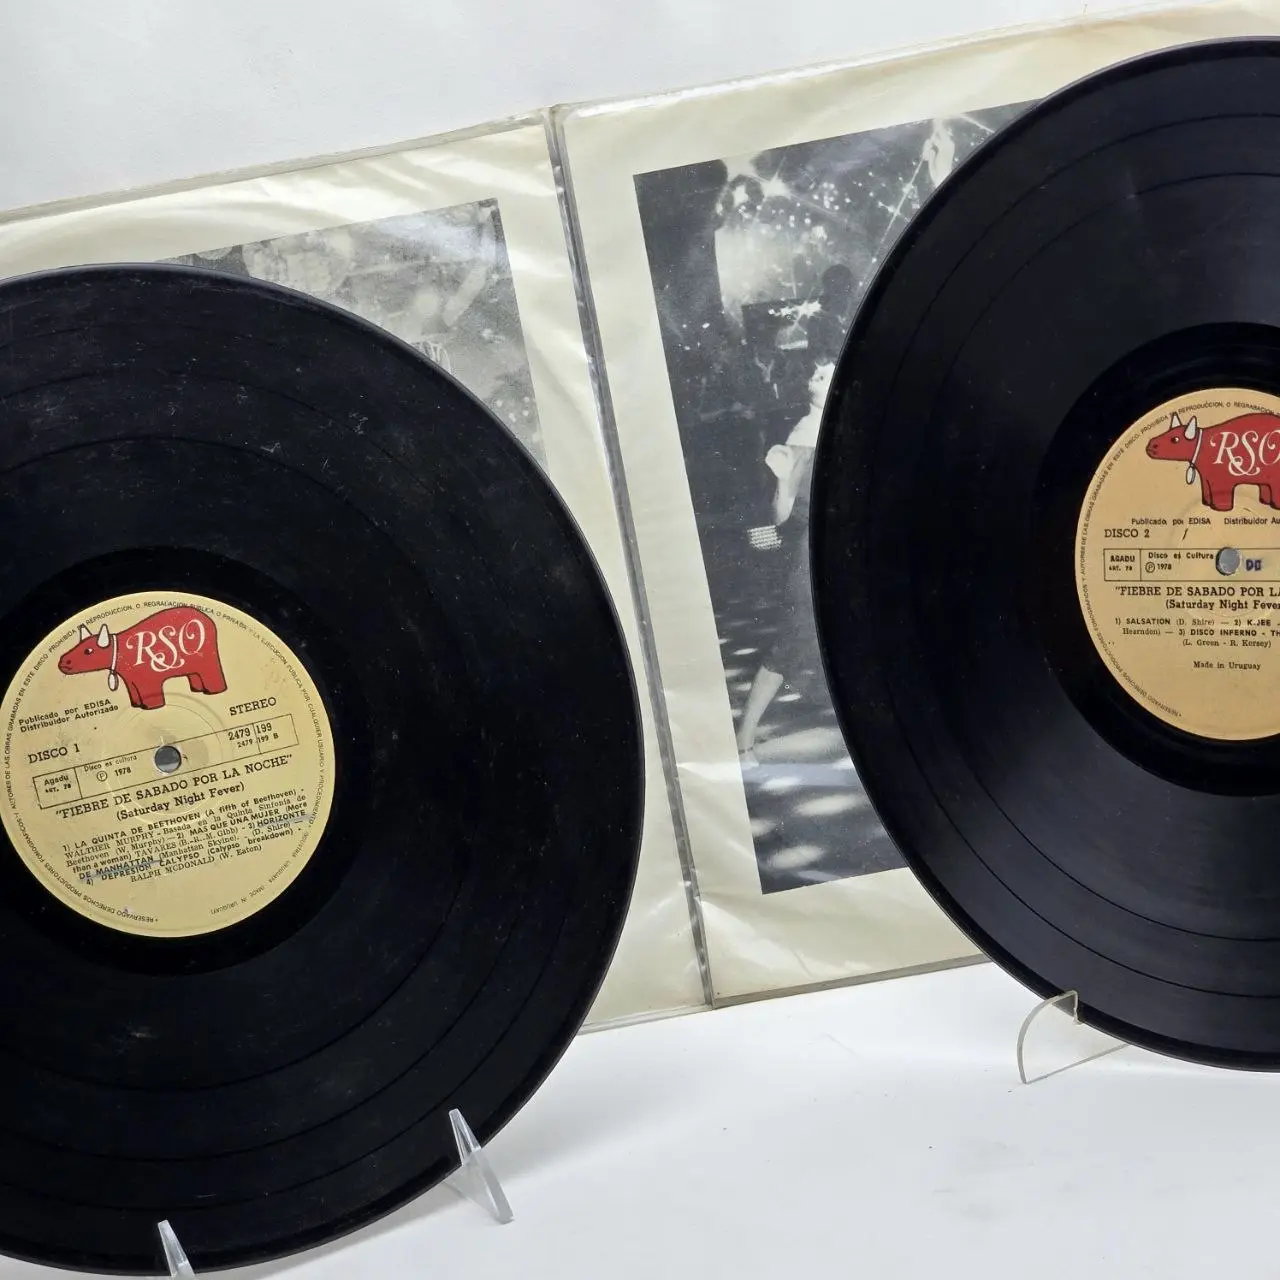 RSO
Publicado por EDISA
Distribuidor Autorizado
STEREO
DISCO 1
2479 199
2479 199 B
Agadu
ART. 78
Disco es cultura
Ⓟ 1978
"FIEBRE DE SABADO POR LA NOCHE"
(Saturday Night Fever)
1) LA QUINTA DE BEETHOVEN (A fifth of Beethoven) -
WALTHER MURPHY - Basada en la Quinta Sinfonía de
Beethoven (W. Murphy) — 2) MAS QUE UNA MUJER (More
than a woman) TAVARES (B.-R.-M. Gibb) - 3) HORIZONTE
DE MANHATTAN (Manhattan Skyline). - (D. Shire) —
4) DEPRESION CALYPSO (Calypso breakdown) -
RALPH McDONALD (W. Eaton)
RSO
Publicado por EDISA
Distribuidor
DISCO 2
AGADU
ART. 78
Disco es Cultura
Ⓟ 1978
"FIEBRE DE SABADO POR LA
(Saturday Night Fever
1) SALSATION (D. Shire) — 2) K.JEE -
Hearnden) — 3) DISCO INFERNO - TH
(L. Green - R. Kersey)
Made in Uruguay